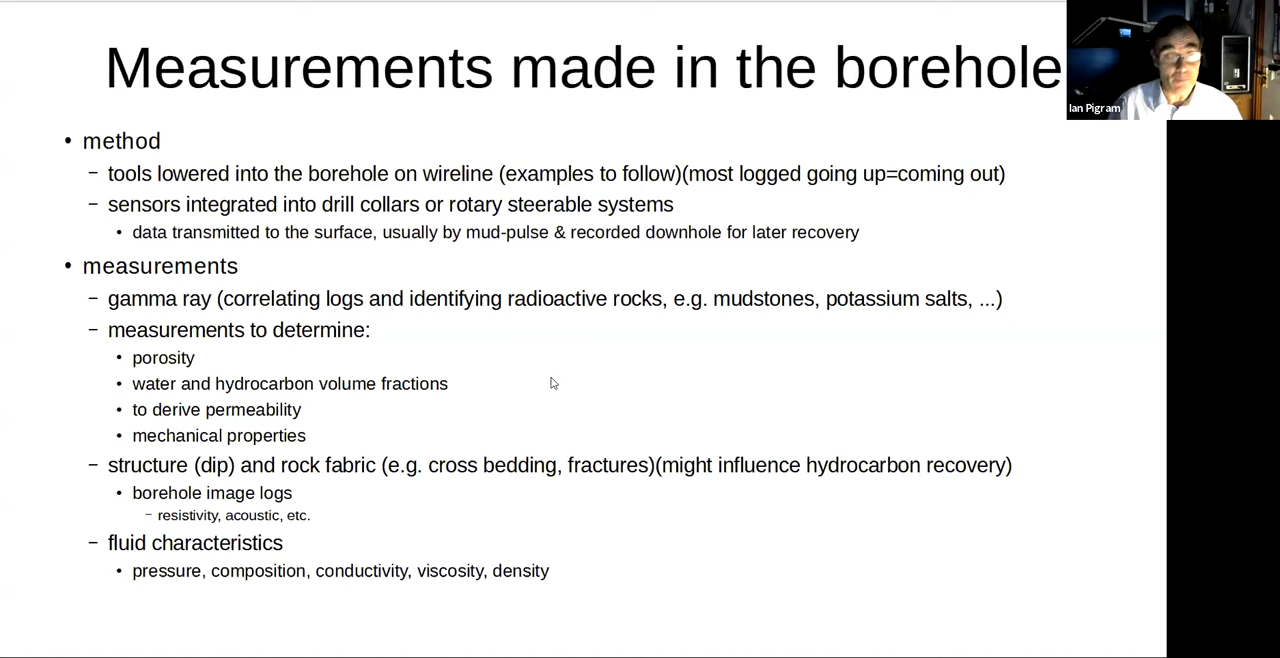 Measurements made in the borehole
Ian Pigram
• method
– tools lowered into the borehole on wireline (examples to follow)(most logged going up=coming out)
– sensors integrated into drill collars or rotary steerable systems
• data transmitted to the surface, usually by mud-pulse & recorded downhole for later recovery
• measurements
– gamma ray (correlating logs and identifying radioactive rocks, e.g. mudstones, potassium salts, ...)
– measurements to determine:
• porosity
• water and hydrocarbon volume fractions
• to derive permeability
• mechanical properties
– structure (dip) and rock fabric (e.g. cross bedding, fractures)(might influence hydrocarbon recovery)
• borehole image logs
– resistivity, acoustic, etc.
– fluid characteristics
• pressure, composition, conductivity, viscosity, density